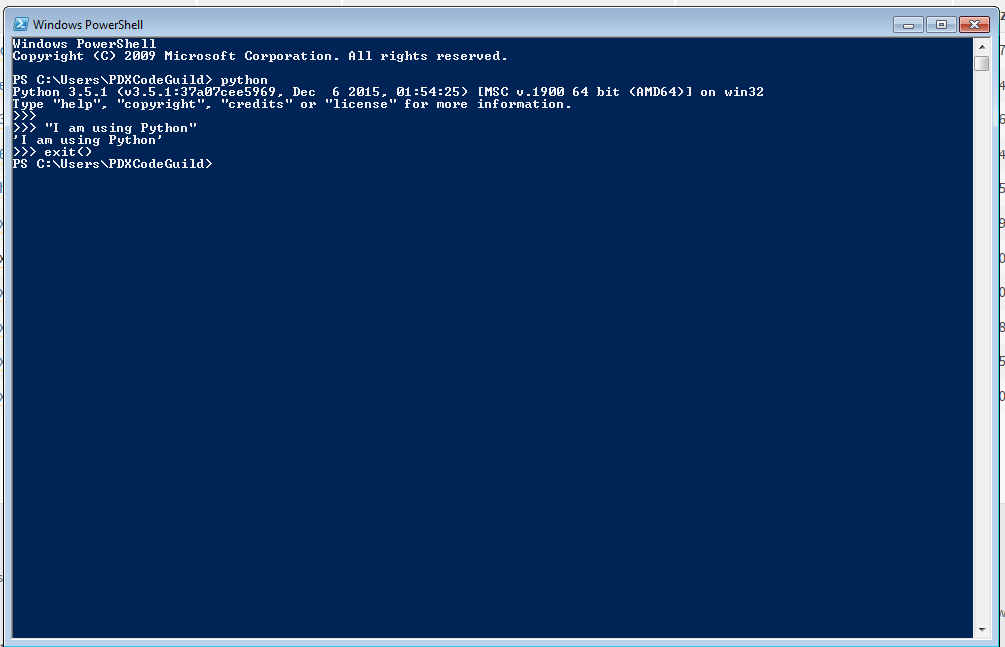 Windows PowerShell
Windows PowerShell
Copyright (C) 2009 Microsoft Corporation. All rights reserved.
PS C:\Users\PDXCodeGuild> python
Python 3.5.1 (v3.5.1:37a07cee5969, Dec  6 2015, 01:54:25) [MSC v.1900 64 bit (AMD64)] on win32
Type "help", "copyright", "credits" or "license" for more information.
>>>
>>> "I am using Python"
'I am using Python'
>>> exit()
PS C:\Users\PDXCodeGuild>